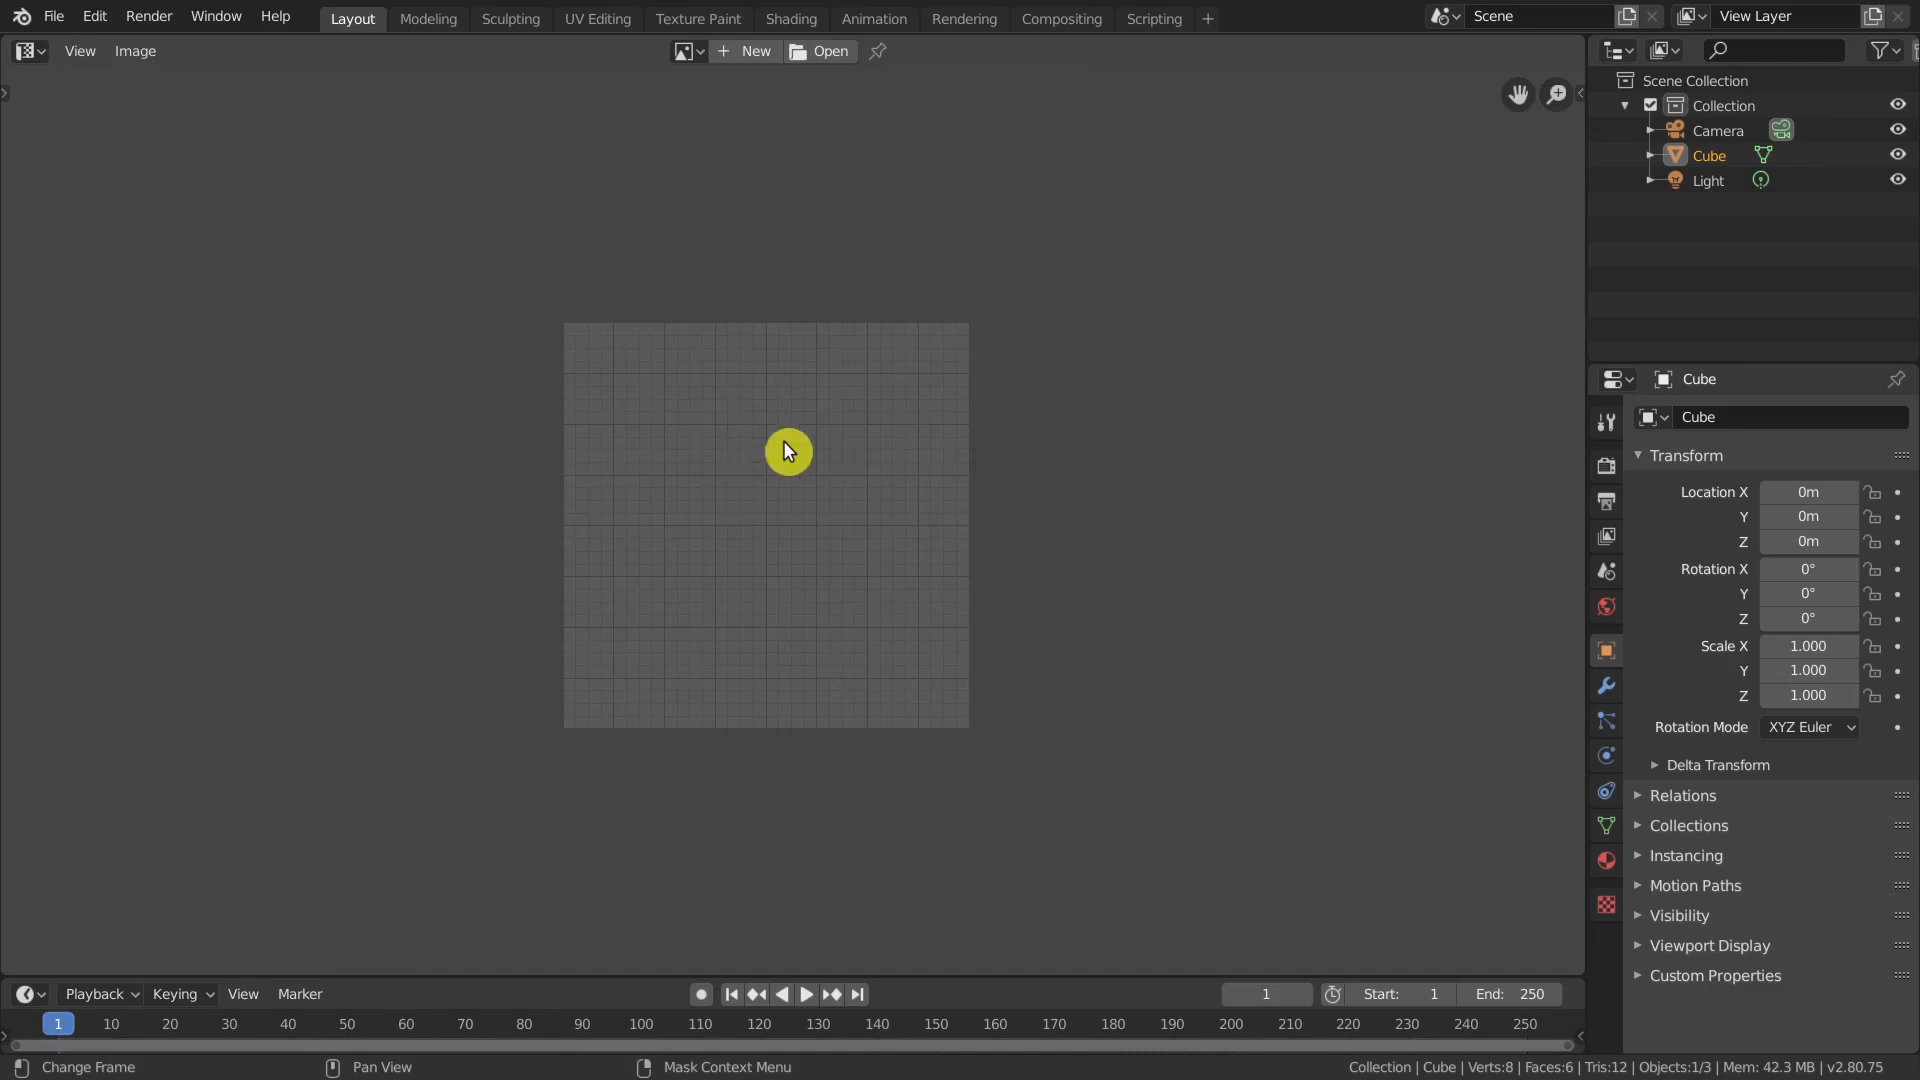 File Edit Render Window Help Layout Modeling Sculpting UV Editing Texture Paint Shading Animation Rendering Compositing Scripting + Scene View Layer
View Image + New Open
Scene Collection
Collection
Camera
Cube
Light
Cube
Cube
Transform
Location X 0m
Y 0m
Z 0m
Rotation X 0°
Y 0°
Z 0°
Scale X 1.000
Y 1.000
Z 1.000
Rotation Mode XYZ Euler
Delta Transform
Relations
Collections
Instancing
Motion Paths
Visibility
Viewport Display
Custom Properties
Playback Keying View Marker 1 Start: 1 End: 250
1 10 20 30 40 50 60 70 80 90 100 110 120 130 140 150 160 170 180 190 200 210 220 230 240 250
Change Frame Pan View Mask Context Menu Collection | Cube | Verts:8 | Faces:6 | Tris:12 | Objects:1/3 | Mem: 42.3 MB | v2.80.75